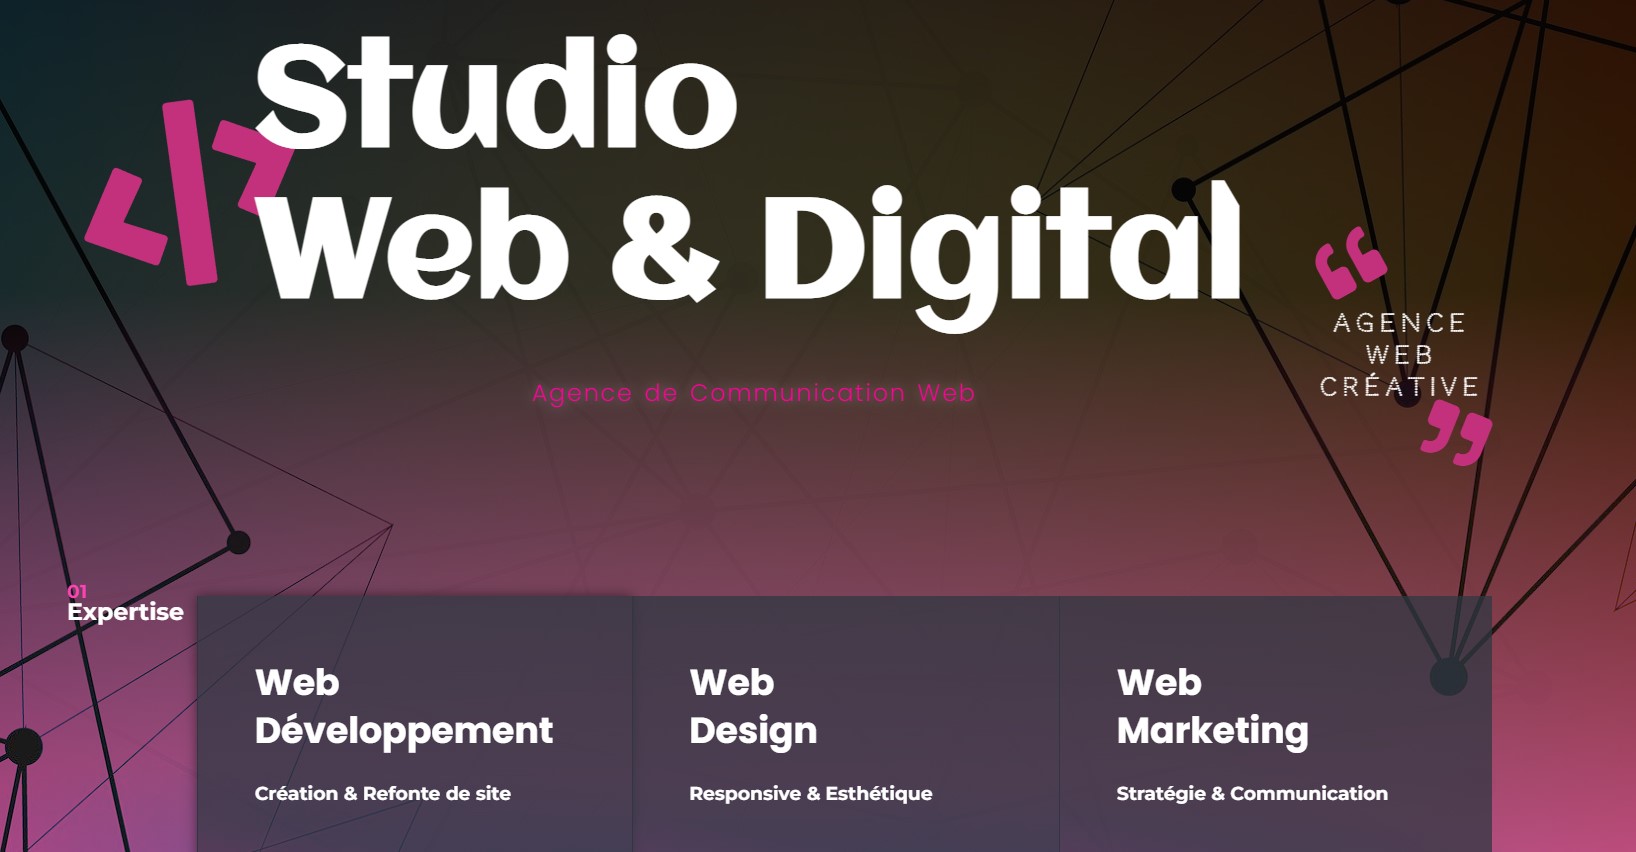 </>
Studio
Web & Digital
Agence de Communication Web
“
AGENCE
WEB
CRÉATIVE
”
01
Expertise
Web
Développement
Création & Refonte de site
Web
Design
Responsive & Esthétique
Web
Marketing
Stratégie & Communication